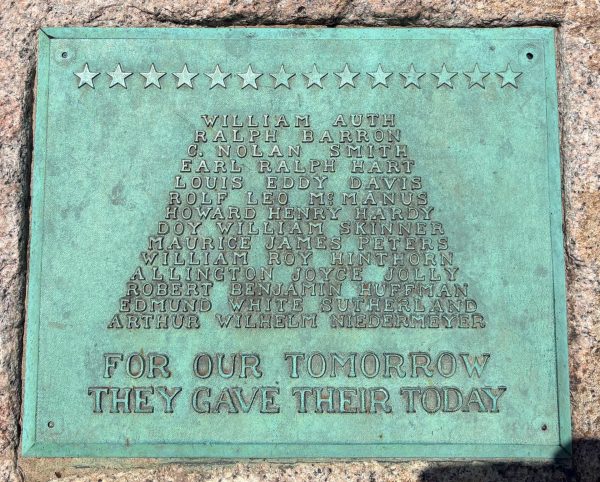 WILLIAM AUTH
RALPH BARRON
C. NOLAN SMITH
EARL RALPH HART
LOUIS EDDY DAVIS
ROLF LEO McMANUS
HOWARD HENRY HARDY
DOY WILLIAM SKINNER
MAURICE JAMES PETERS
WILLIAM ROY HINTHORN
ALLINGTON JOYCE JOLLY
ROBERT BENJAMIN HUFFMAN
EDMUND WHITE SUTHERLAND
ARTHUR WILHELM NIEDERMEYER
FOR OUR TOMORROW
THEY GAVE THEIR TODAY